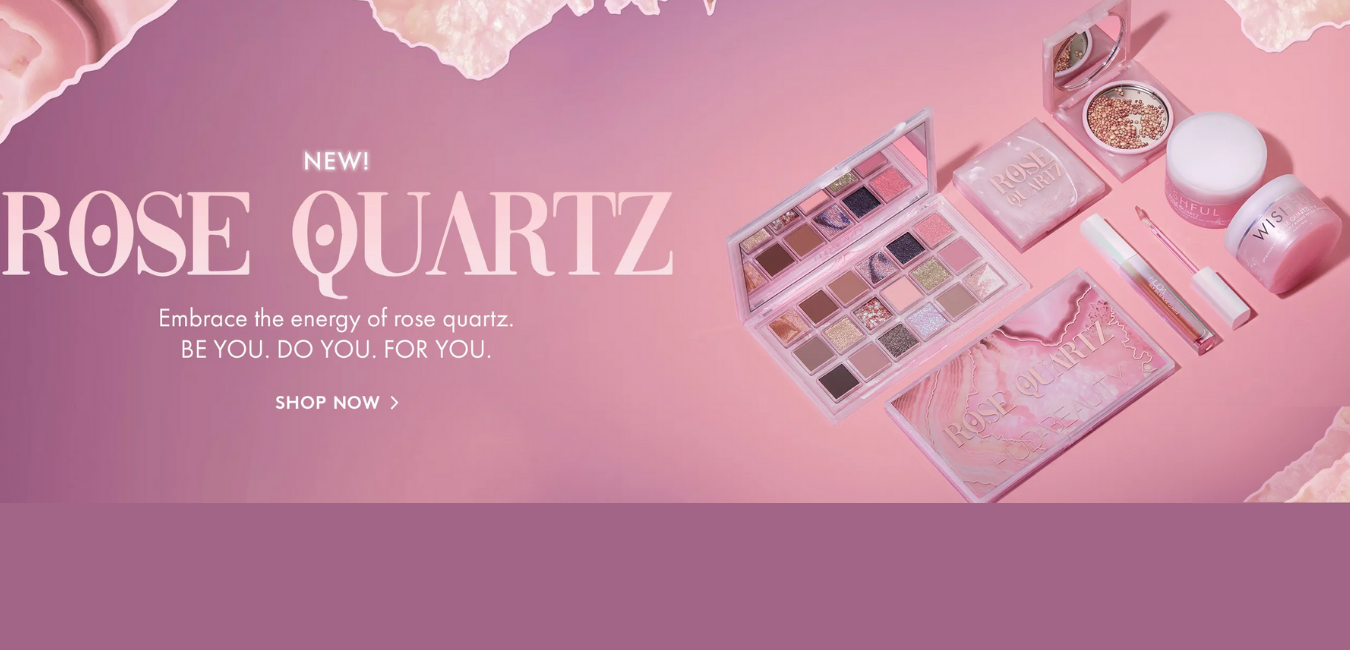 NEW!
ROSE QUARTZ
Embrace the energy of rose quartz.
BE YOU. DO YOU. FOR YOU.
SHOP NOW >
ROSE
QUARTZ
ROSE QUARTZ